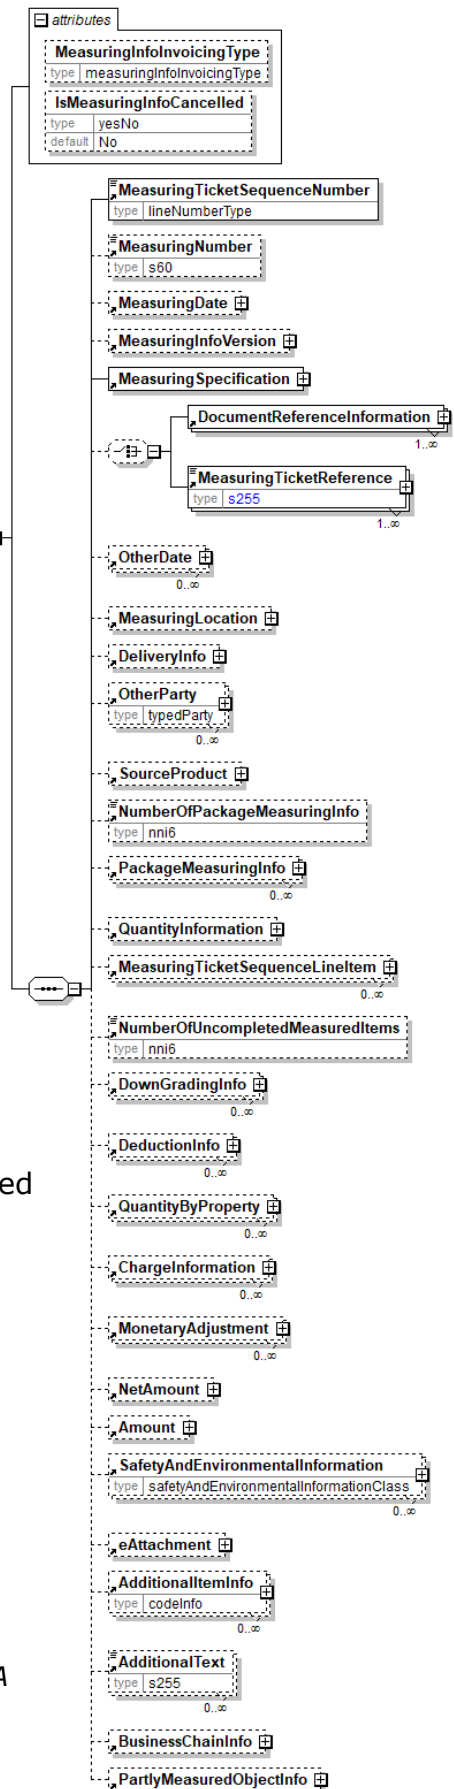 attributes
MeasuringInfoInvoicingType
type measuringInfoInvoicingType
IsMeasuringInfoCancelled
type yesNo
default No
MeasuringTicketSequenceNumber
type lineNumberType
MeasuringNumber
type s60
MeasuringDate
MeasuringInfoVersion
MeasuringSpecification
DocumentReferenceInformation
1..∞
MeasuringTicketReference
type s255
1..∞
OtherDate
0..∞
MeasuringLocation
DeliveryInfo
OtherParty
type typedParty
0..∞
SourceProduct
NumberOfPackageMeasuringInfo
type nni6
PackageMeasuringInfo
0..∞
QuantityInformation
MeasuringTicketSequenceLineItem
0..∞
NumberOfUncompletedMeasuredItems
type nni6
DownGradingInfo
0..∞
DeductionInfo
0..∞
ed
QuantityByProperty
0..∞
ChargeInformation
0..∞
MonetaryAdjustment
0..∞
NetAmount
Amount
SafetyAndEnvironmentalInformation
type safetyAndEnvironmentalInformationClass
0..∞
eAttachment
AdditionalItemInfo
type codeInfo
0..∞
AdditionalText
A
type s255
0..∞
BusinessChainInfo
PartlyMeasuredObjectInfo